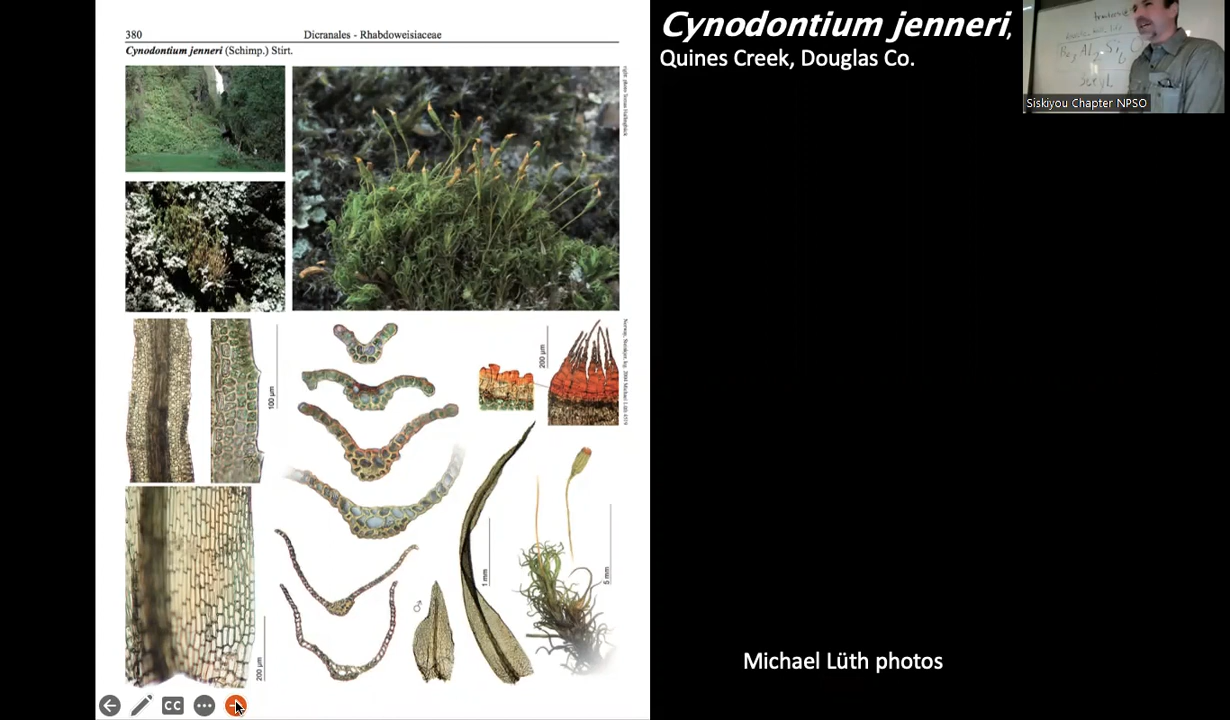 380
Dicranales - Rhabdoweisiaceae
Cynodontium jenneri (Schimp.) Stirt.
100 µm
200 µm
200 µm
1 mm
5 mm
♂
Cynodontium jenneri,
Quines Creek, Douglas Co.
Michael Lüth photos
Siskiyou Chapter NPSO
CC